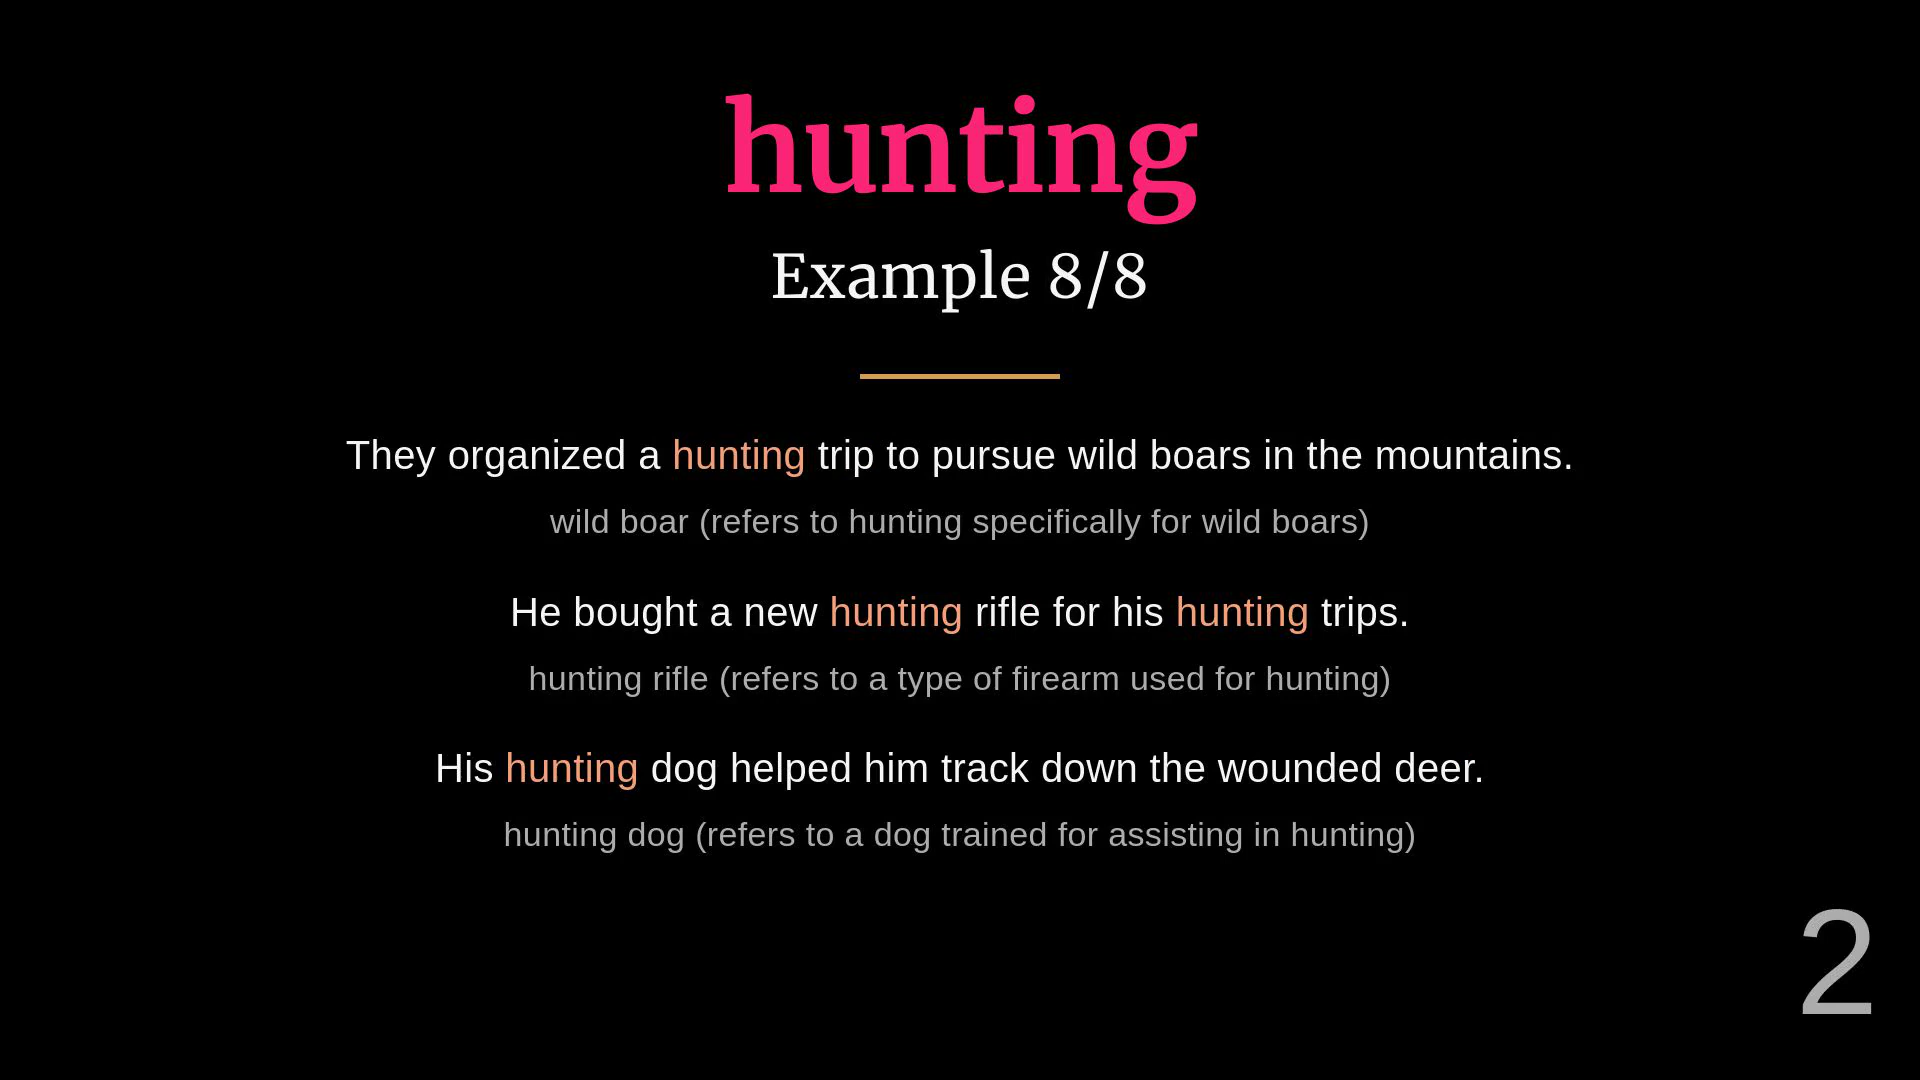 hunting
Example 8/8
They organized a hunting trip to pursue wild boars in the mountains.
wild boar (refers to hunting specifically for wild boars)
He bought a new hunting rifle for his hunting trips.
hunting rifle (refers to a type of firearm used for hunting)
His hunting dog helped him track down the wounded deer.
hunting dog (refers to a dog trained for assisting in hunting)
2